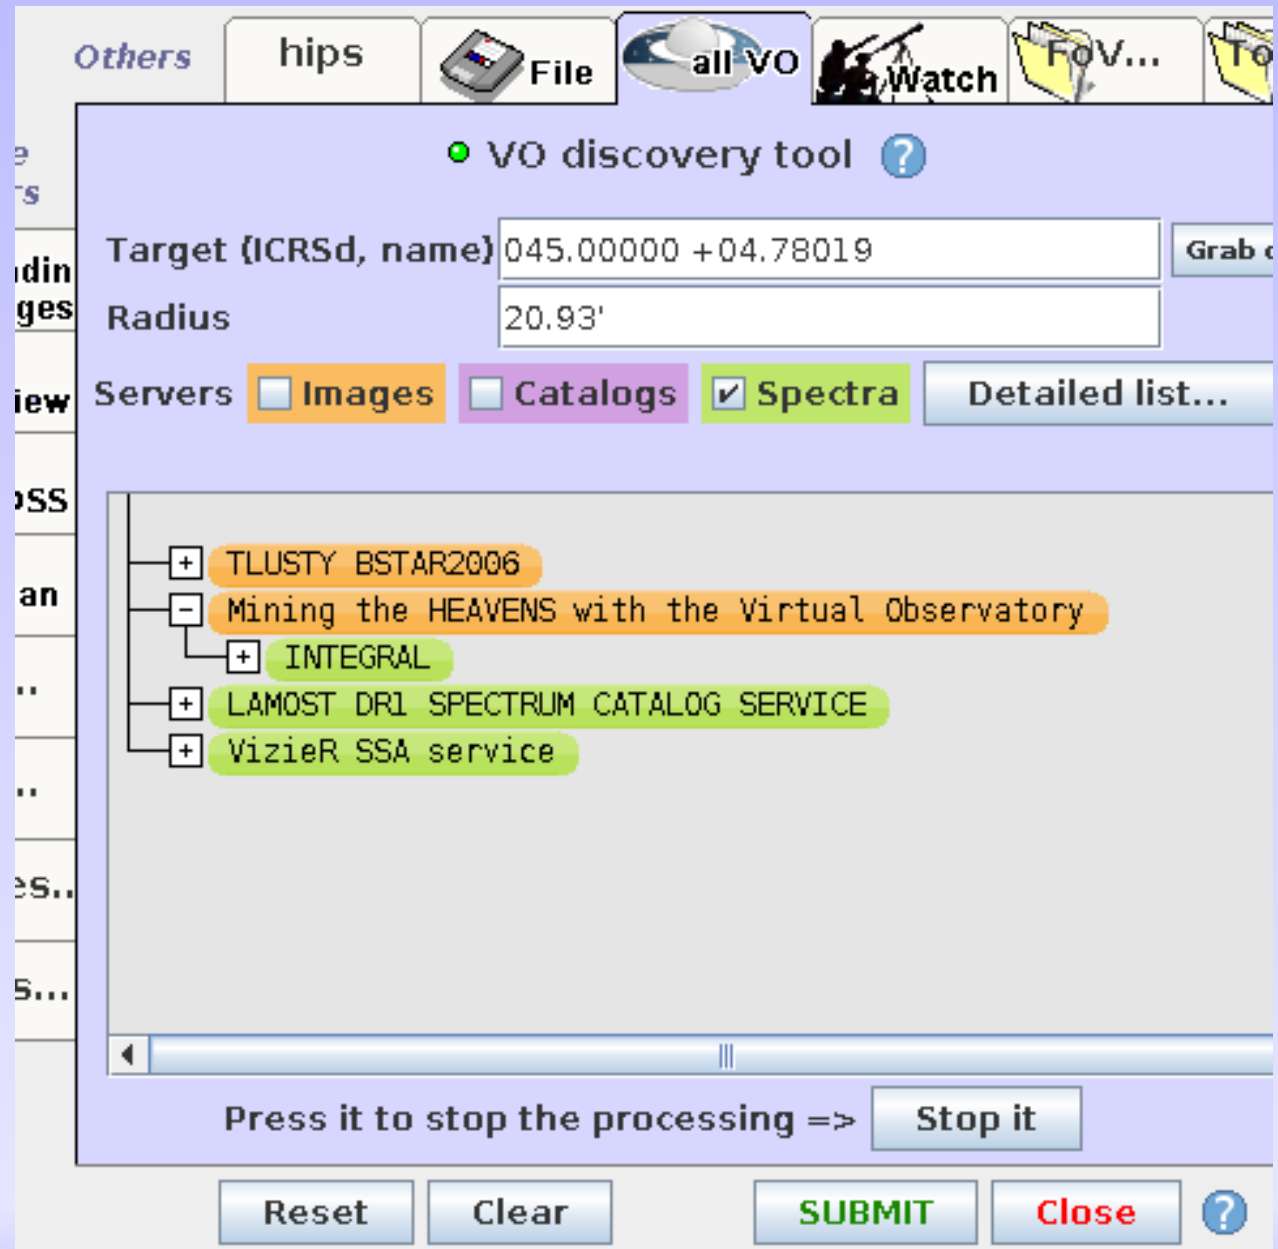 Others hips File all VO Watch FoV...
VO discovery tool ?
Target (ICRSd, name) 045.00000 +04.78019 Grab
Radius 20.93'
Servers Images Catalogs Spectra Detailed list...
TLUSTY BSTAR2006
Mining the HEAVENS with the Virtual Observatory
INTEGRAL
LAMOST DR1 SPECTRUM CATALOG SERVICE
VizieR SSA service
Press it to stop the processing => Stop it
Reset Clear SUBMIT Close ?